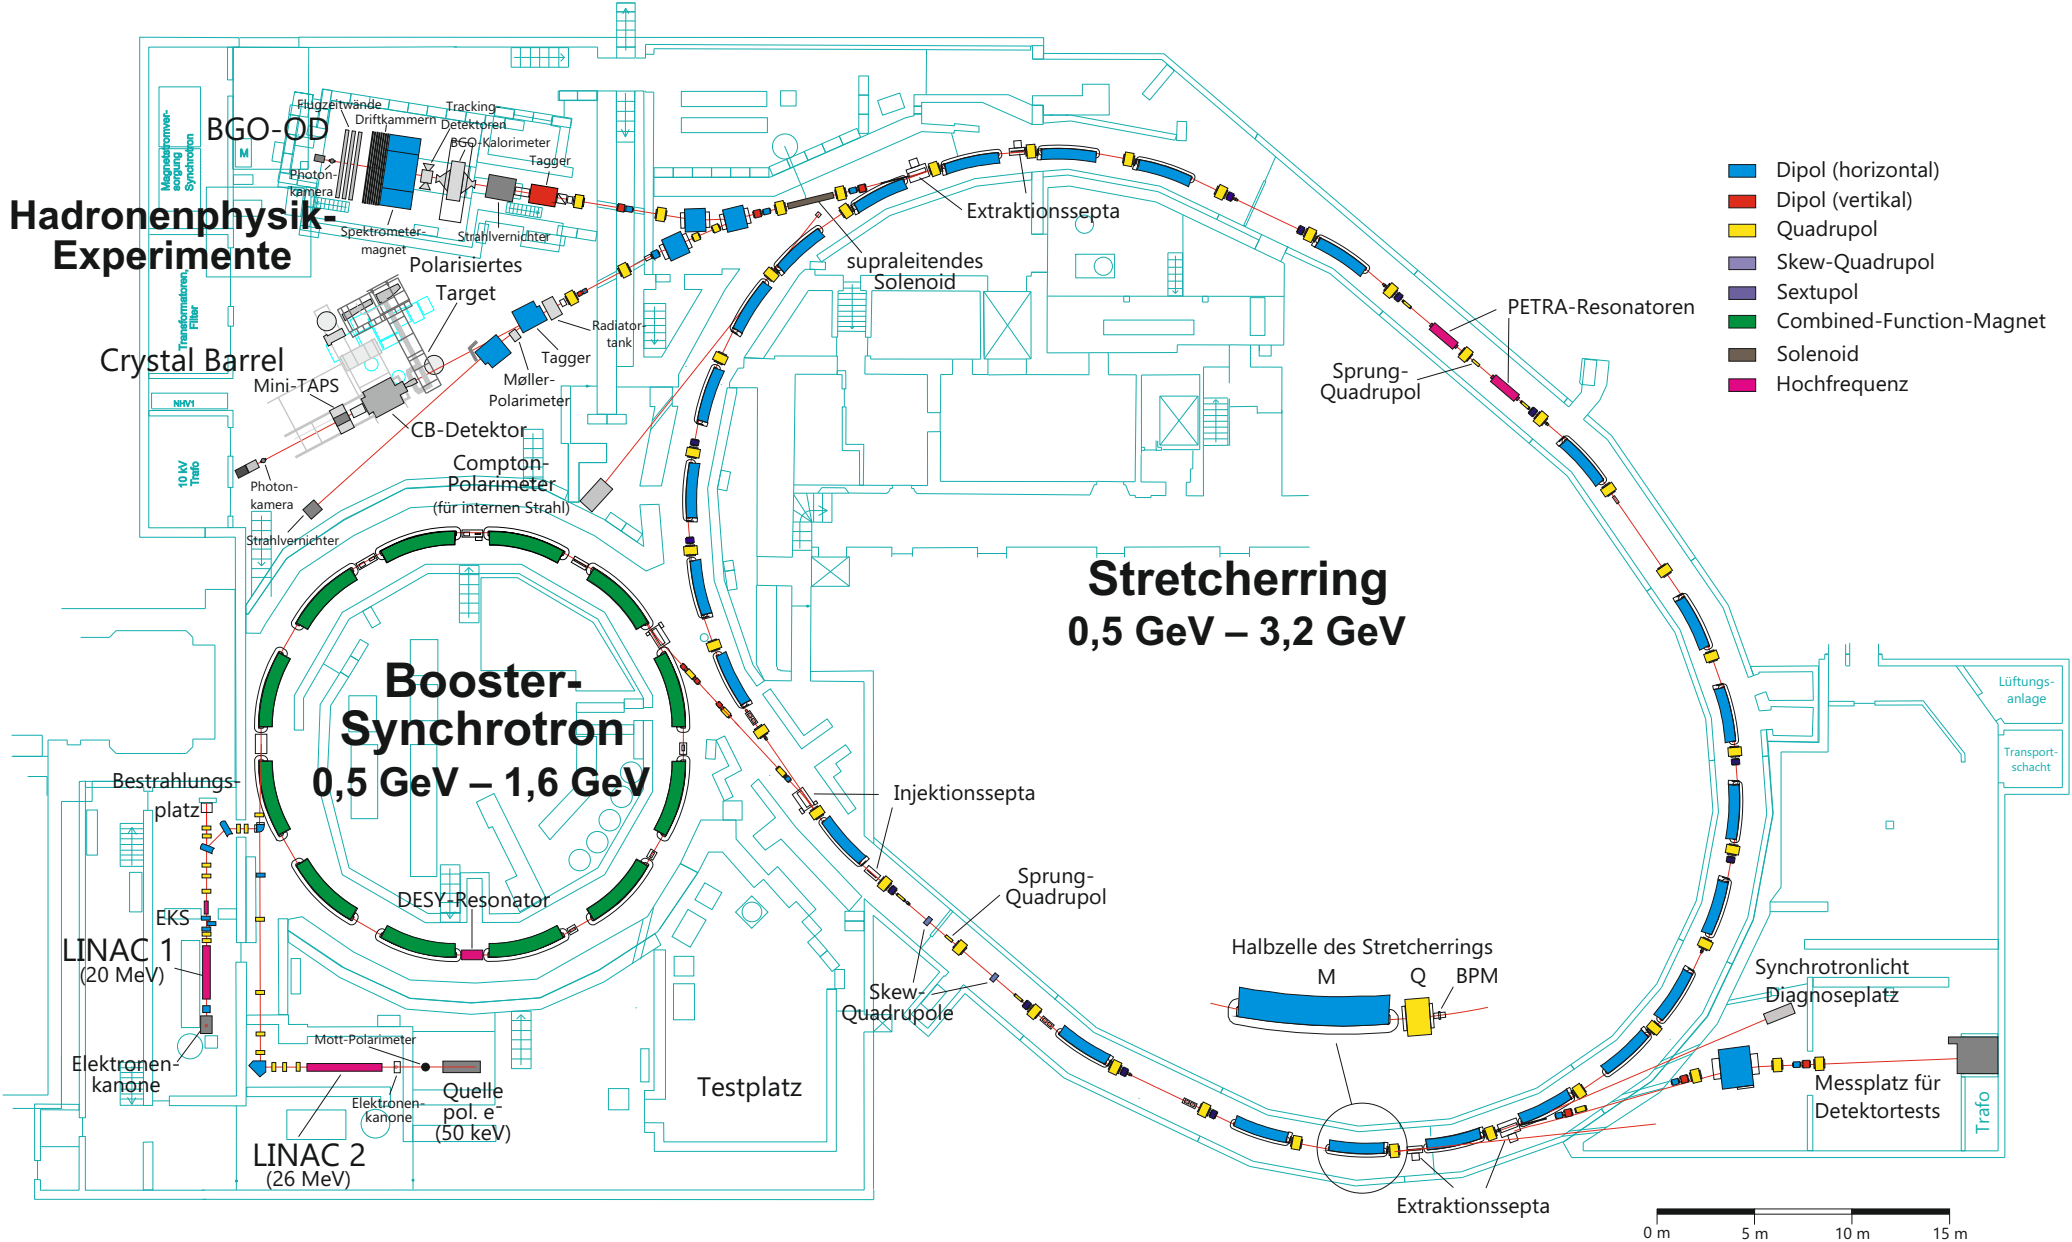 BGO-OD
Flugzeitwände
Driftkammern
Tracking-
Detektoren
BGO-Kalorimeter
Tagger
Photon-
kamera
Spektrometer-
magnet
Strahlvernichter
Magnetstromver-
sorgung
Synchrotron
M
Hadronenphysik-
Experimente
Transformatoren,
Filter
NHV1
10 kV
Trafo
Polarisiertes
Target
Crystal Barrel
Mini-TAPS
CB-Detektor
Radiator-
tank
Tagger
Møller-
Polarimeter
Photon-
kamera
Strahlvernichter
Compton-
Polarimeter
(für internen Strahl)
Extraktionssepta
supraleitendes
Solenoid
PETRA-Resonatoren
Sprung-
Quadrupol
Dipol (horizontal)
Dipol (vertikal)
Quadrupol
Skew-Quadrupol
Sextupol
Combined-Function-Magnet
Solenoid
Hochfrequenz
Stretcherring
0,5 GeV – 3,2 GeV
Booster-
Synchrotron
0,5 GeV – 1,6 GeV
DESY-Resonator
Injektionssepta
Sprung-
Quadrupol
Skew-
Quadrupole
Bestrahlungs-
platz
EKS
LINAC 1
(20 MeV)
Elektronen-
kanone
Mott-Polarimeter
Elektronen-
kanone
Quelle
pol. e-
(50 keV)
LINAC 2
(26 MeV)
Testplatz
Halbzelle des Stretcherrings
M
Q
BPM
Extraktionssepta
Synchrotronlicht
Diagnoseplatz
Messplatz für
Detektortests
Trafo
Lüftungs-
anlage
Transport-
schacht
0 m
5 m
10 m
15 m